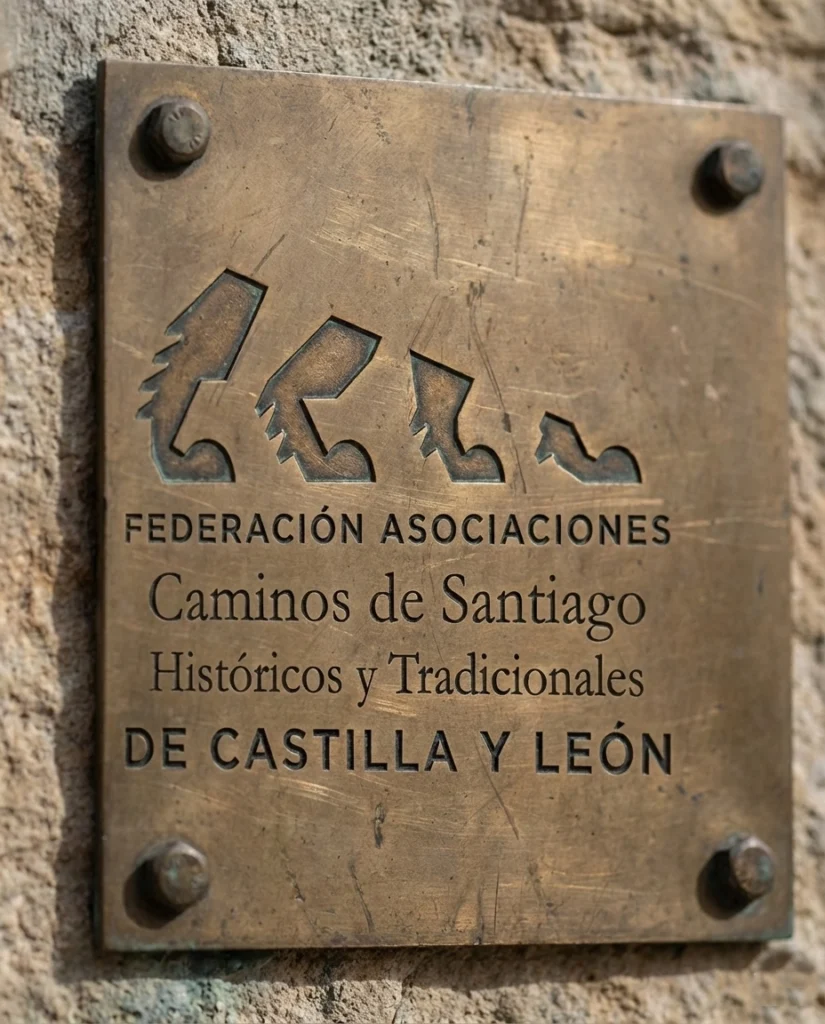 FEDERACIÓN ASOCIACIONES
Caminos de Santiago
Históricos y Tradicionales
DE CASTILLA Y LEÓN